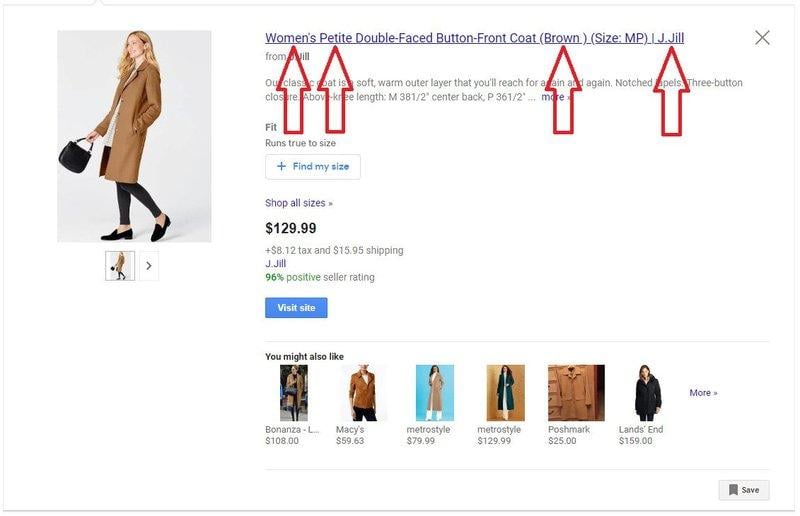 Women's Petite Double-Faced Button-Front Coat (Brown ) (Size: MP) | J.Jill
from J.Jill
Our classic coat is a soft, warm outer layer that you'll reach for again and again. Notched lapels. Three-button
closure. Above-knee length: M 381/2" center back, P 361/2" ... more »
Fit
Runs true to size
+ Find my size
Shop all sizes »
$129.99
+$8.12 tax and $15.95 shipping
J.Jill
96% positive seller rating
Visit site
You might also like
Bonanza - L... Macy's metrostyle metrostyle Poshmark Lands' End
$108.00 $59.63 $79.99 $129.99 $25.00 $159.00
More »
Save